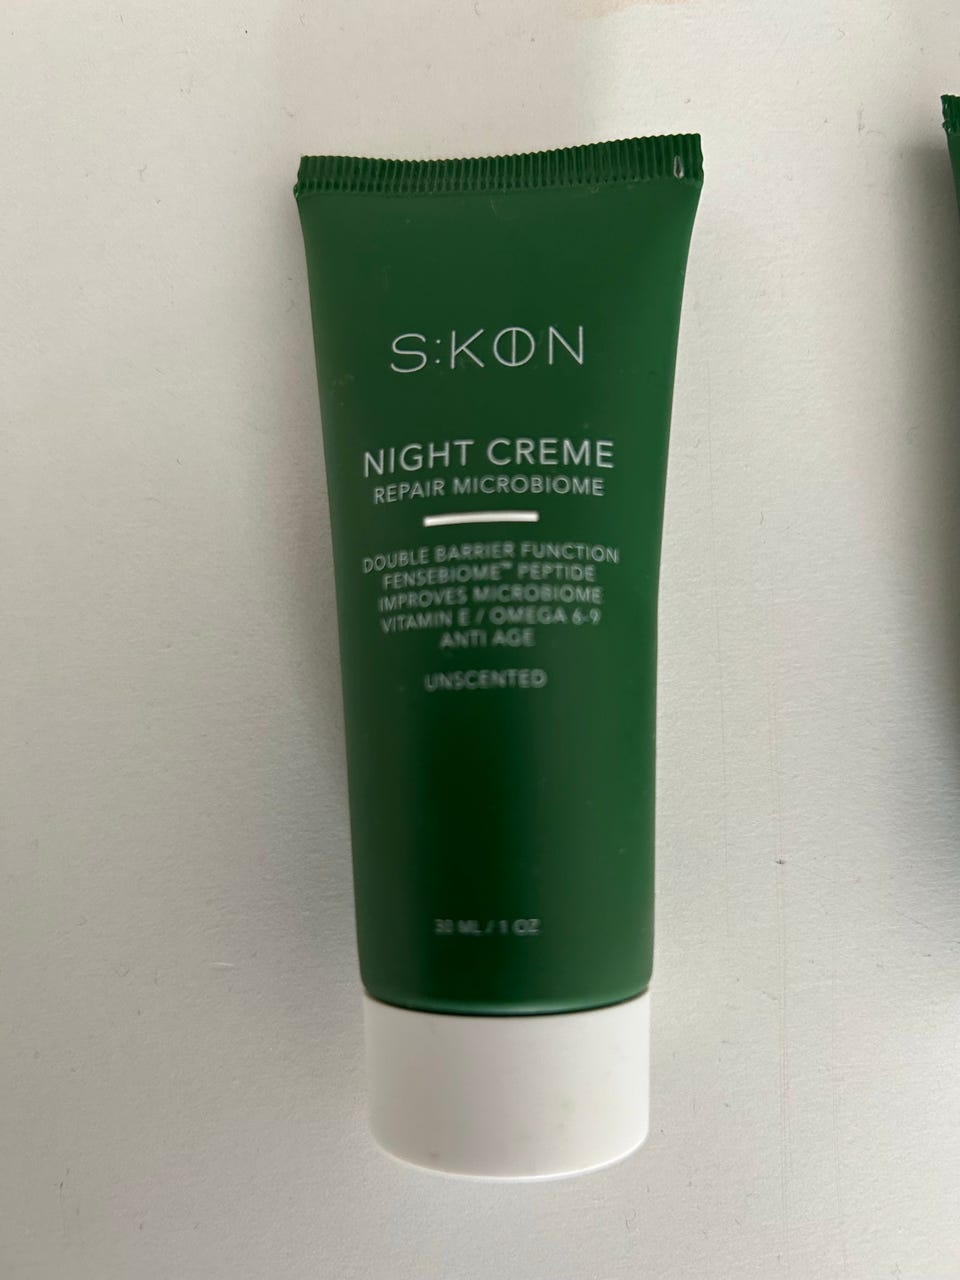 S:KON
NIGHT CREME
REPAIR MICROBIOME
DOUBLE BARRIER FUNCTION
FENSEBIOME™ PEPTIDE
IMPROVES MICROBIOME
VITAMIN E / OMEGA 6-9
ANTI AGE
UNSCENTED
30 ML / 1 OZ